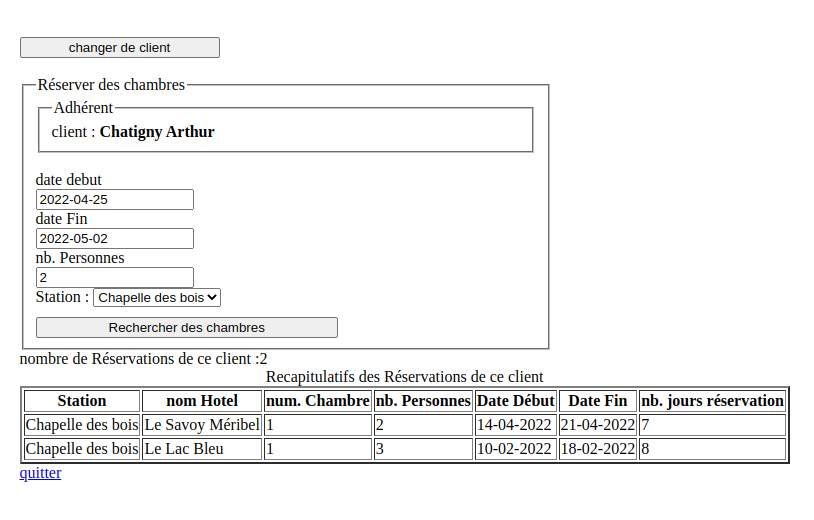 changer de client
Réserver des chambres
Adhérent
client : Chatigny Arthur
date debut
2022-04-25
date Fin
2022-05-02
nb. Personnes
2
Station : Chapelle des bois
Rechercher des chambres
nombre de Réservations de ce client :2
Recapitulatifs des Réservations de ce client
Station nom Hotel num. Chambre nb. Personnes Date Début Date Fin nb. jours réservation
Chapelle des bois Le Savoy Méribel 1 2 14-04-2022 21-04-2022 7
Chapelle des bois Le Lac Bleu 1 3 10-02-2022 18-02-2022 8
quitter